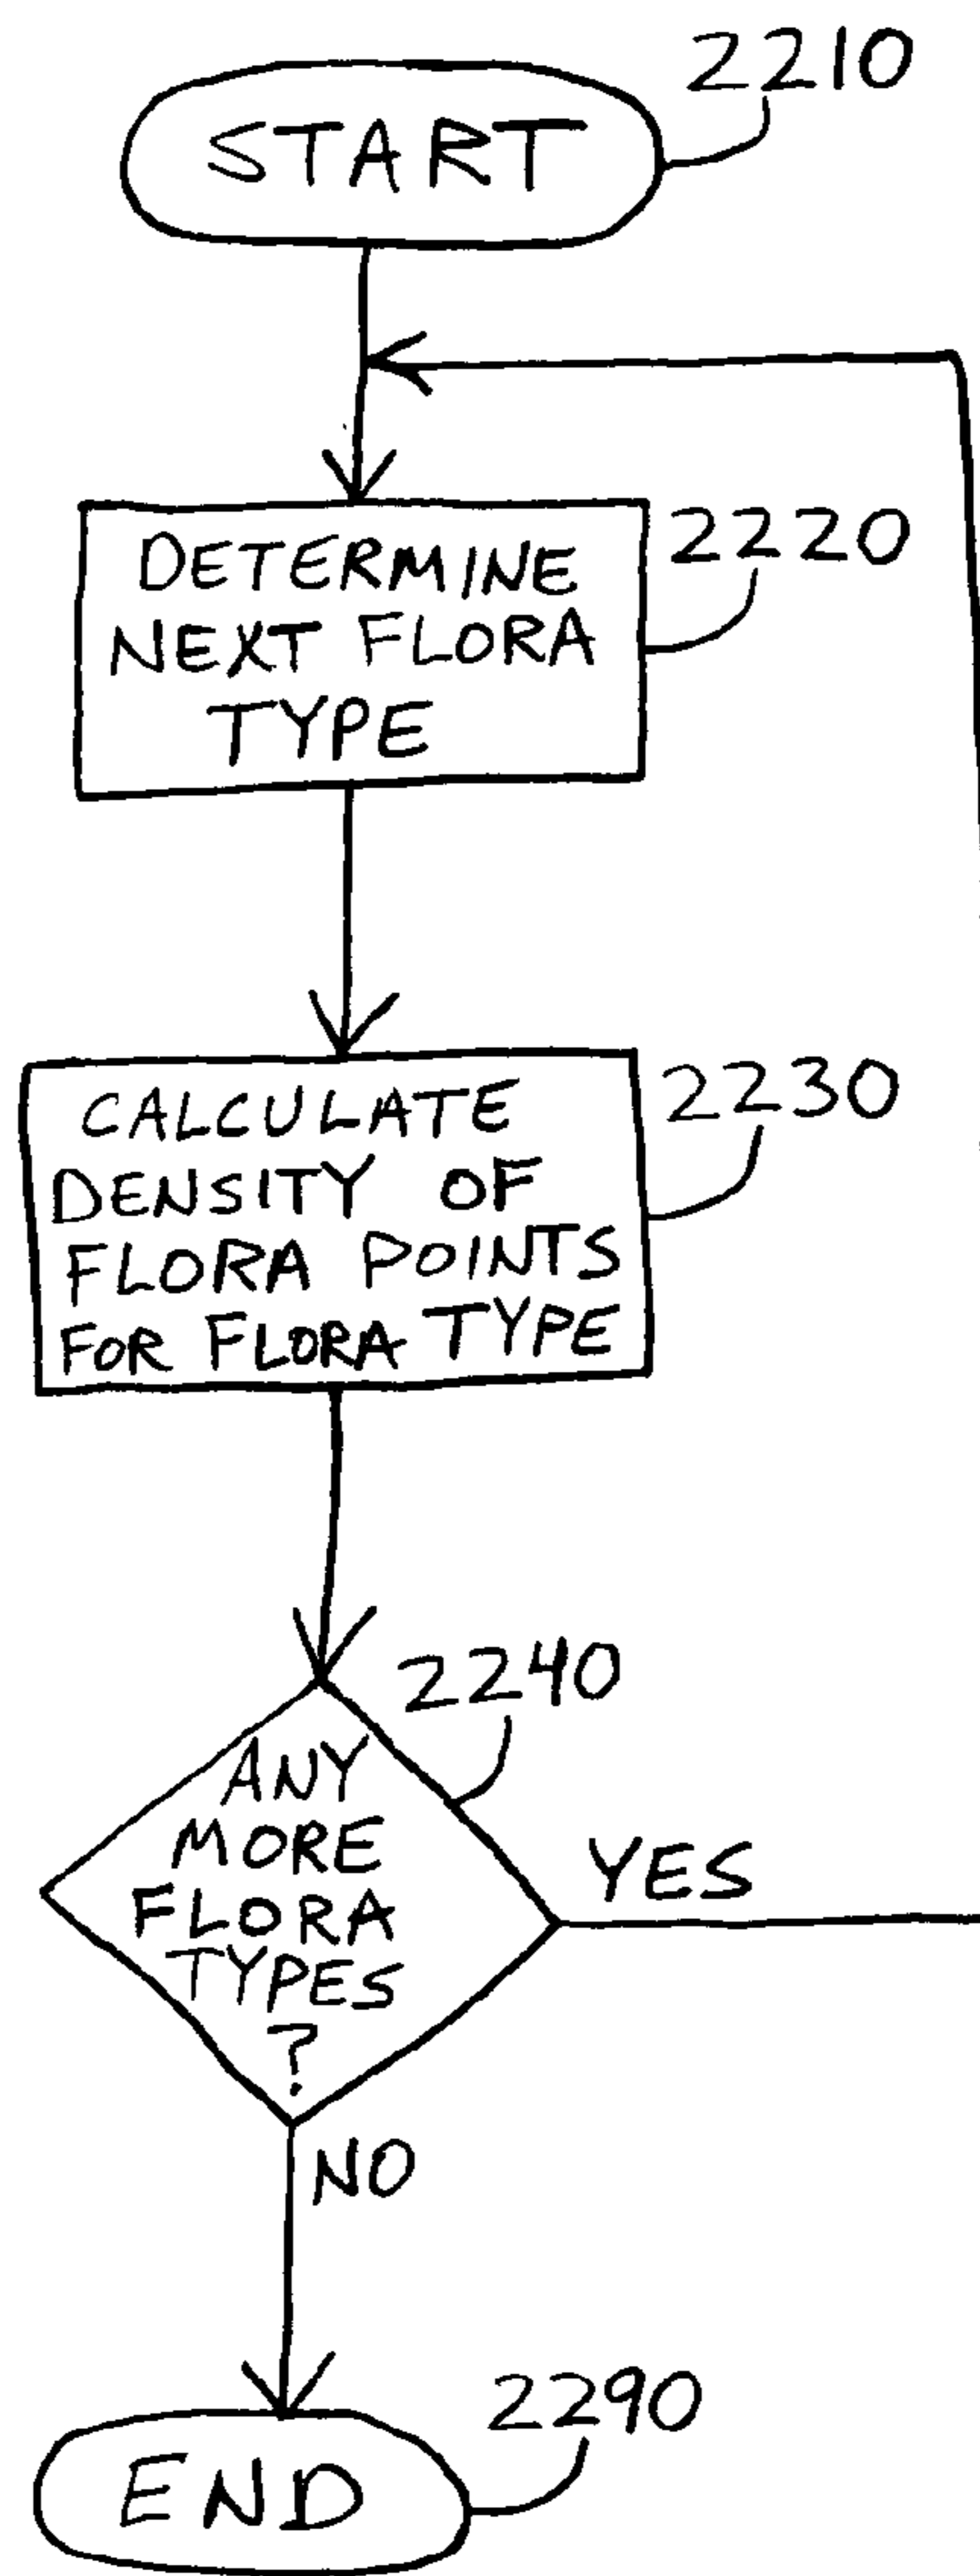 2210
START
2220
DETERMINE
NEXT FLORA
TYPE
2230
CALCULATE
DENSITY OF
FLORA POINTS
FOR FLORA TYPE
2240
ANY
MORE
FLORA
TYPES
?
YES
NO
2290
END